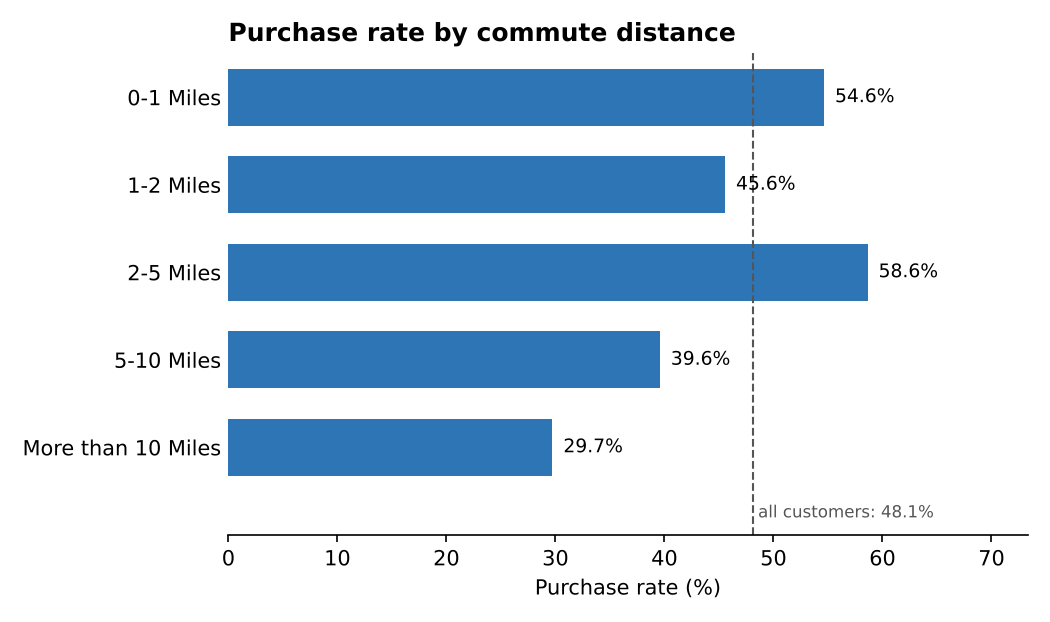 Purchase rate by commute distance
0-1 Miles 54.6%
1-2 Miles 45.6%
2-5 Miles 58.6%
5-10 Miles 39.6%
More than 10 Miles 29.7%
all customers: 48.1%
0 10 20 30 40 50 60 70
Purchase rate (%)